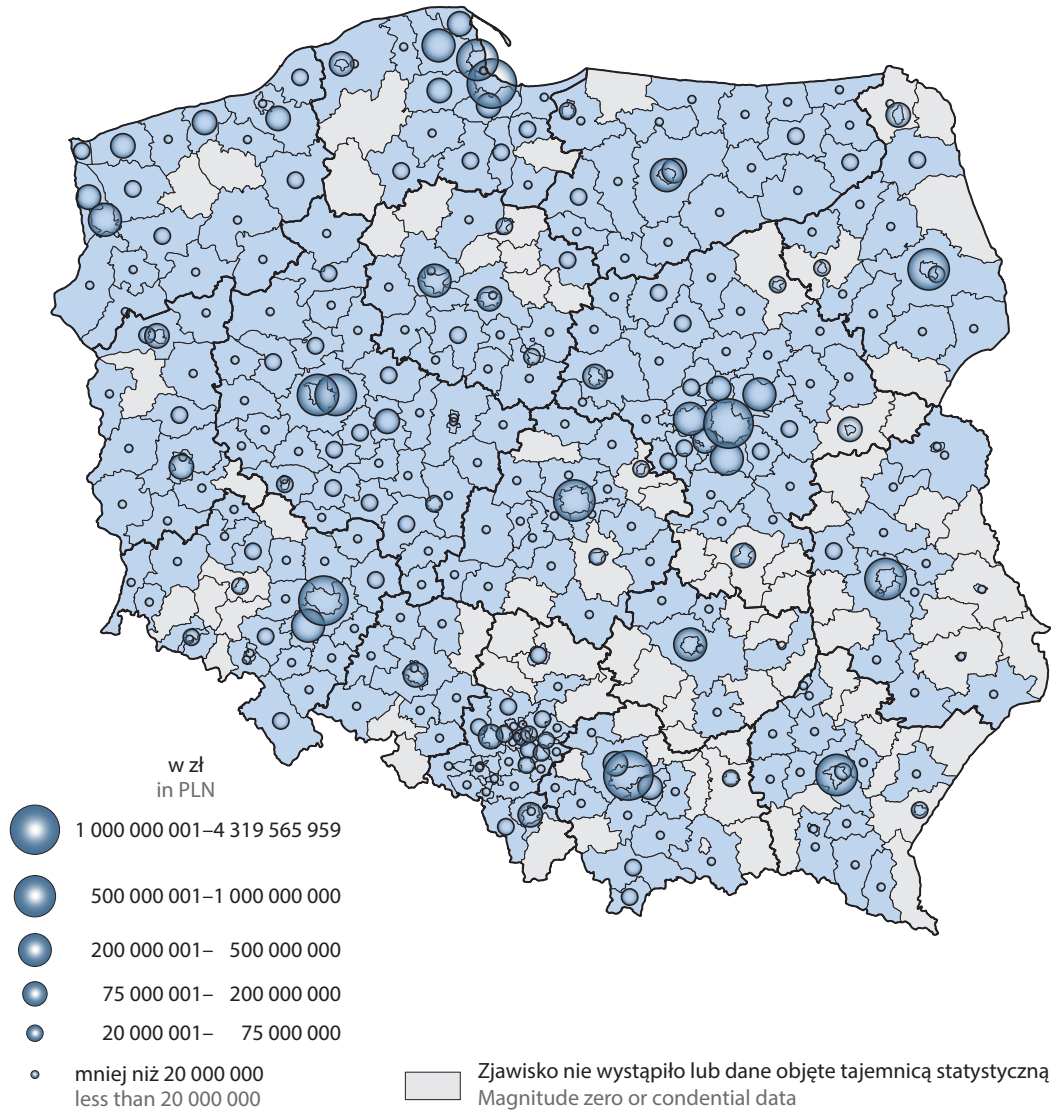 w zł
in PLN
1 000 000 001–4 319 565 959
500 000 001–1 000 000 000
200 000 001– 500 000 000
75 000 001– 200 000 000
20 000 001– 75 000 000
mniej niż 20 000 000
less than 20 000 000
Zjawisko nie wystąpiło lub dane objęte tajemnicą statystyczną
Magnitude zero or condential data